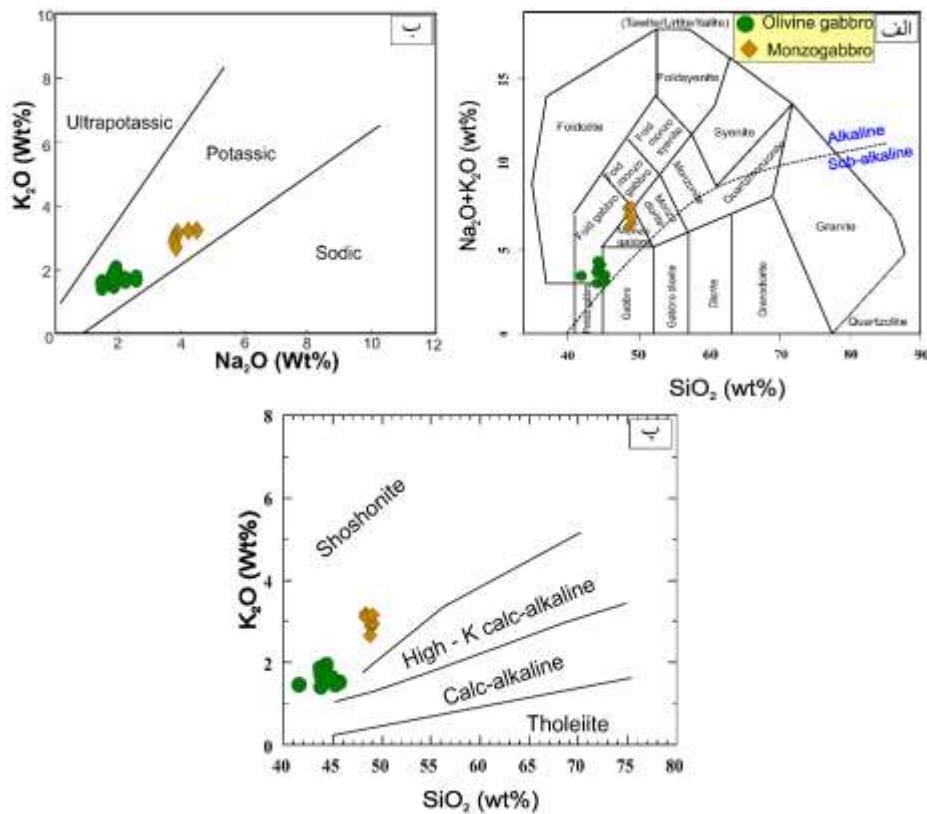 10
8
6
4
2
0
K₂O (Wt%)
ب
Ultrapotassic
Potassic
Sodic
0
2
4
6
8
10
12
Na₂O (Wt%)
Olivine gabbro
Monzogabbro
الف
15
10
5
0
Na₂O+K₂O (wt%)
Foidolite
Syenite
Alkaline
Sub-alkaline
Foid
monzo
syenite
Foid
monzo
gabbro
Foid gabbro
Monzonite
Monzo
diorite
gabbro
Gabbro
Diorite
Granodiorite
Granite
Quartzolite
40
50
60
70
80
90
SiO₂ (wt%)
8
6
4
2
0
K₂O (Wt%)
پ
Shoshonite
High - K calc-alkaline
Calc-alkaline
Tholeiite
40
45
50
55
60
65
70
75
80
SiO₂ (wt%)